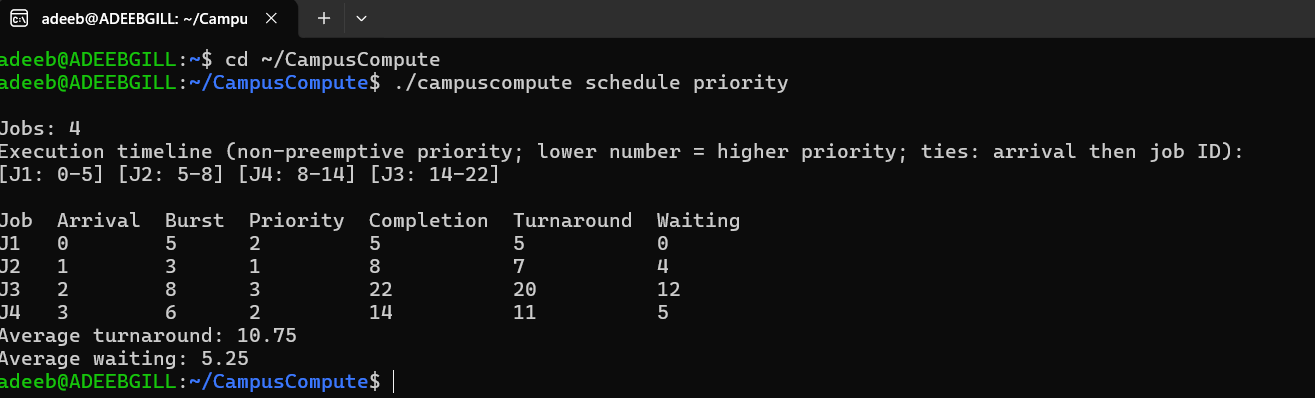 adeeb@ADEEBGILL: ~/Campu
adeeb@ADEEBGILL:~$ cd ~/CampusCompute
adeeb@ADEEBGILL:~/CampusCompute$ ./campuscompute schedule priority
Jobs: 4
Execution timeline (non-preemptive priority; lower number = higher priority; ties: arrival then job ID):
[J1: 0-5] [J2: 5-8] [J4: 8-14] [J3: 14-22]
Job Arrival Burst Priority Completion Turnaround Waiting
J1 0 5 2 5 5 0
J2 1 3 1 8 7 4
J3 2 8 3 22 20 12
J4 3 6 2 14 11 5
Average turnaround: 10.75
Average waiting: 5.25
adeeb@ADEEBGILL:~/CampusCompute$